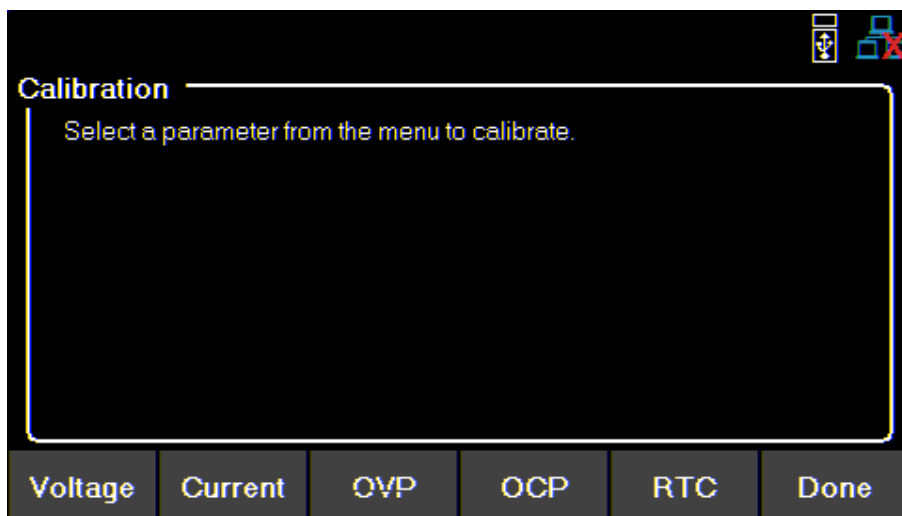 Calibration
Select a parameter from the menu to calibrate.
Voltage Current OVP OCP RTC Done